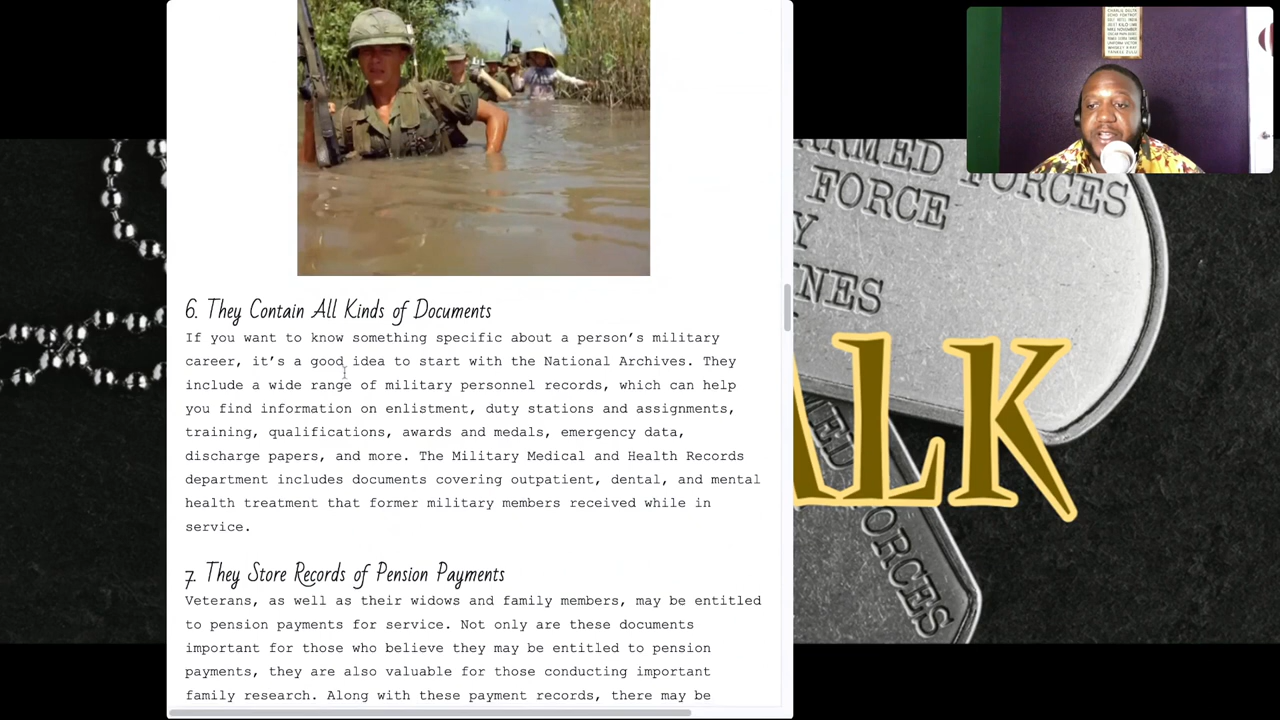 6. They Contain All Kinds of Documents
If you want to know something specific about a person's military
career, it's a good idea to start with the National Archives. They
include a wide range of military personnel records, which can help
you find information on enlistment, duty stations and assignments,
training, qualifications, awards and medals, emergency data,
discharge papers, and more. The Military Medical and Health Records
department includes documents covering outpatient, dental, and mental
health treatment that former military members received while in
service.
7. They Store Records of Pension Payments
Veterans, as well as their widows and family members, may be entitled
to pension payments for service. Not only are these documents
important for those who believe they may be entitled to pension
payments, they are also valuable for those conducting important
family research. Along with these payment records, there may be
ARMED FORCES
FORCE
Y
INES
ALK
FORCES